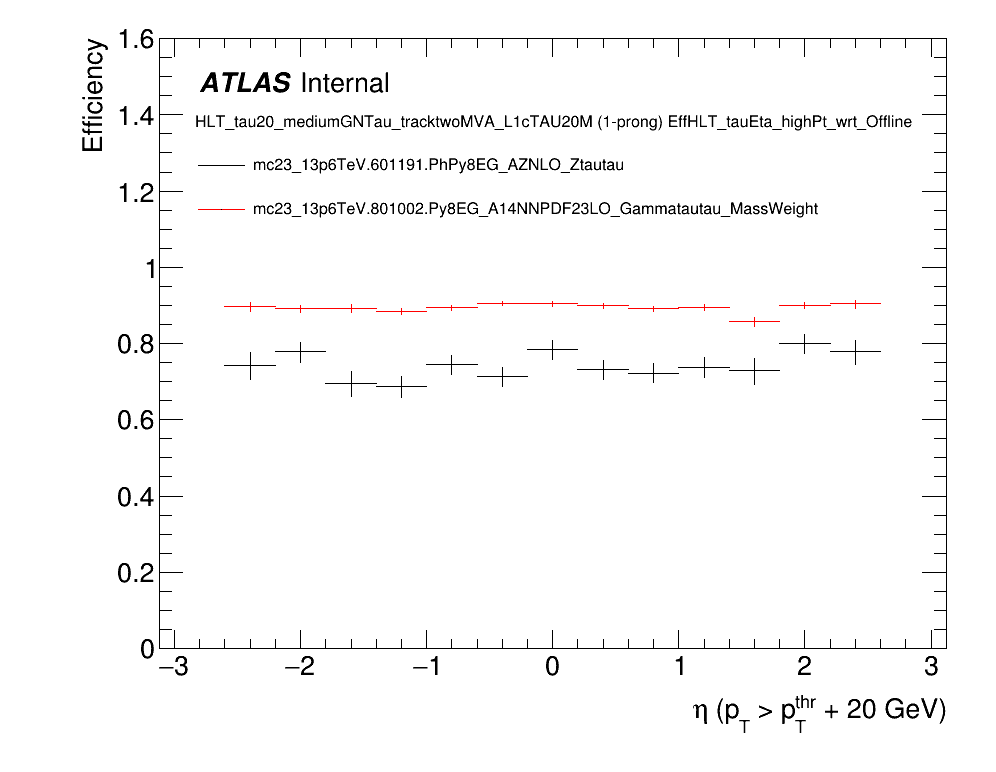 1.6
Efficiency
ATLAS Internal
1.4
HLT_tau20_mediumGNTau_tracktwoMVA_L1cTAU20M (1-prong) EffHLT_tauEta_highPt_wrt_Offline
mc23_13p6TeV.601191.PhPy8EG_AZNLO_Ztautau
1.2
mc23_13p6TeV.801002.Py8EG_A14NNPDF23LO_Gammatautau_MassWeight
1
0.8
0.6
0.4
0.2
0
−3 −2 −1 0 1 2 3
η (p_T > p_T^thr + 20 GeV)